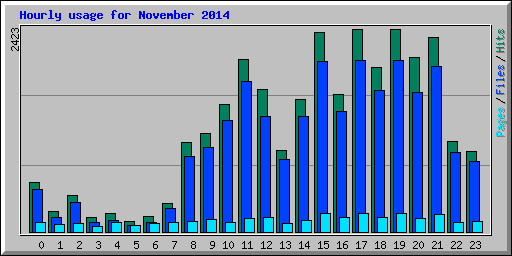 Hourly usage for November 2014
2423
Pages/Files/Hits
0 1 2 3 4 5 6 7 8 9 10 11 12 13 14 15 16 17 18 19 20 21 22 23